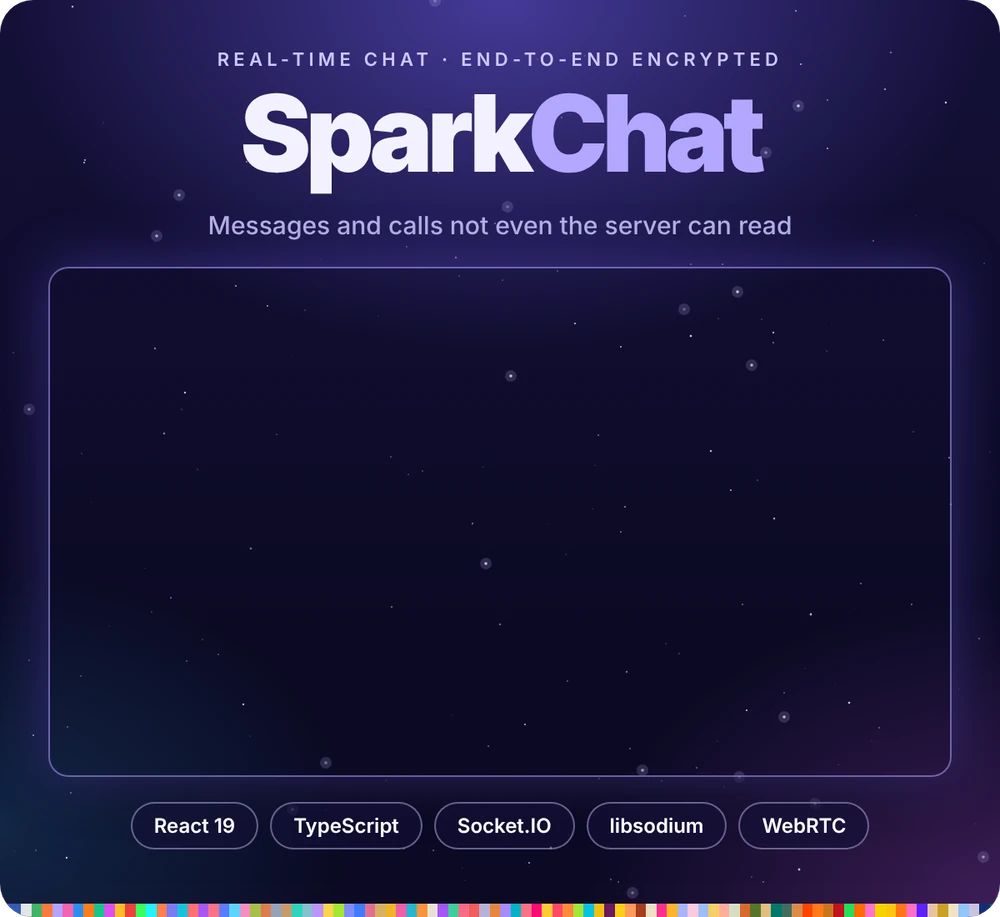 REAL-TIME CHAT · END-TO-END ENCRYPTED
SparkChat
Messages and calls not even the server can read
React 19 TypeScript Socket.IO libsodium WebRTC